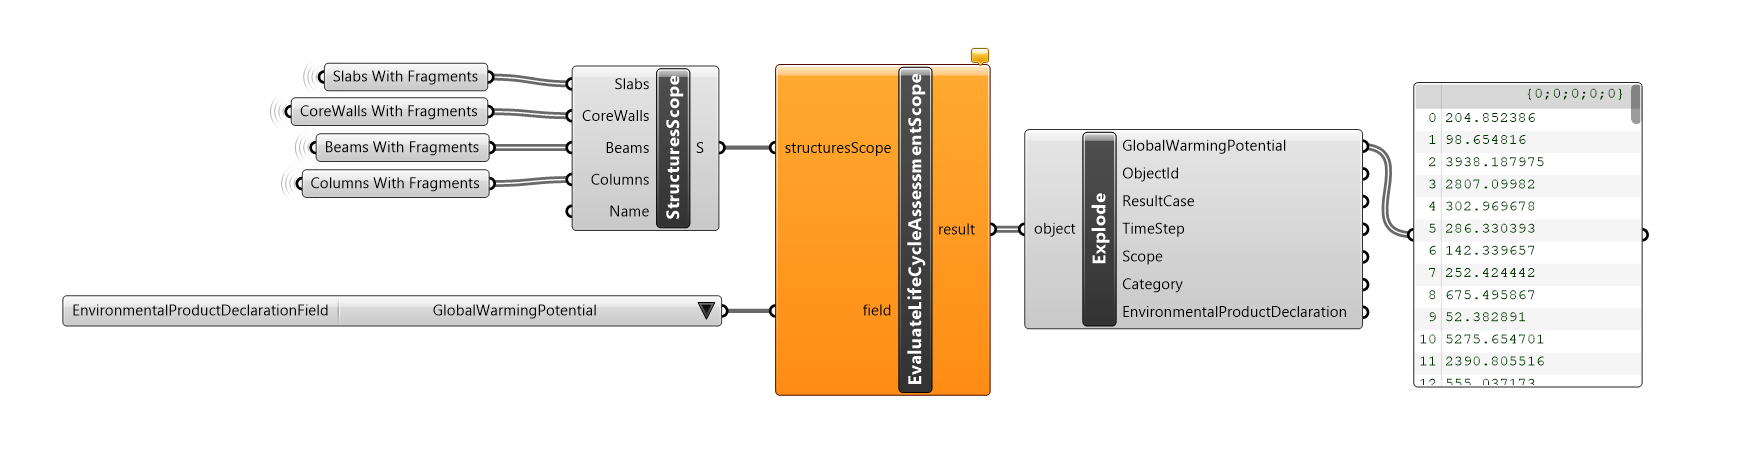 Slabs With Fragments
CoreWalls With Fragments
Beams With Fragments
Columns With Fragments
Slabs
CoreWalls
Beams
Columns
Name
StructuresScope
S
EnvironmentalProductDeclarationField GlobalWarmingPotential
structuresScope
field
EvaluateLifeCycleAssessmentScope
result
object
Explode
GlobalWarmingPotential
ObjectId
ResultCase
TimeStep
Scope
Category
EnvironmentalProductDeclaration
{0;0;0;0;0}
0 204.852386
1 98.654816
2 3938.187975
3 2807.09982
4 302.969678
5 286.330393
6 142.339657
7 252.424442
8 675.495867
9 52.382891
10 5275.654701
11 2390.805516
12 555.037173